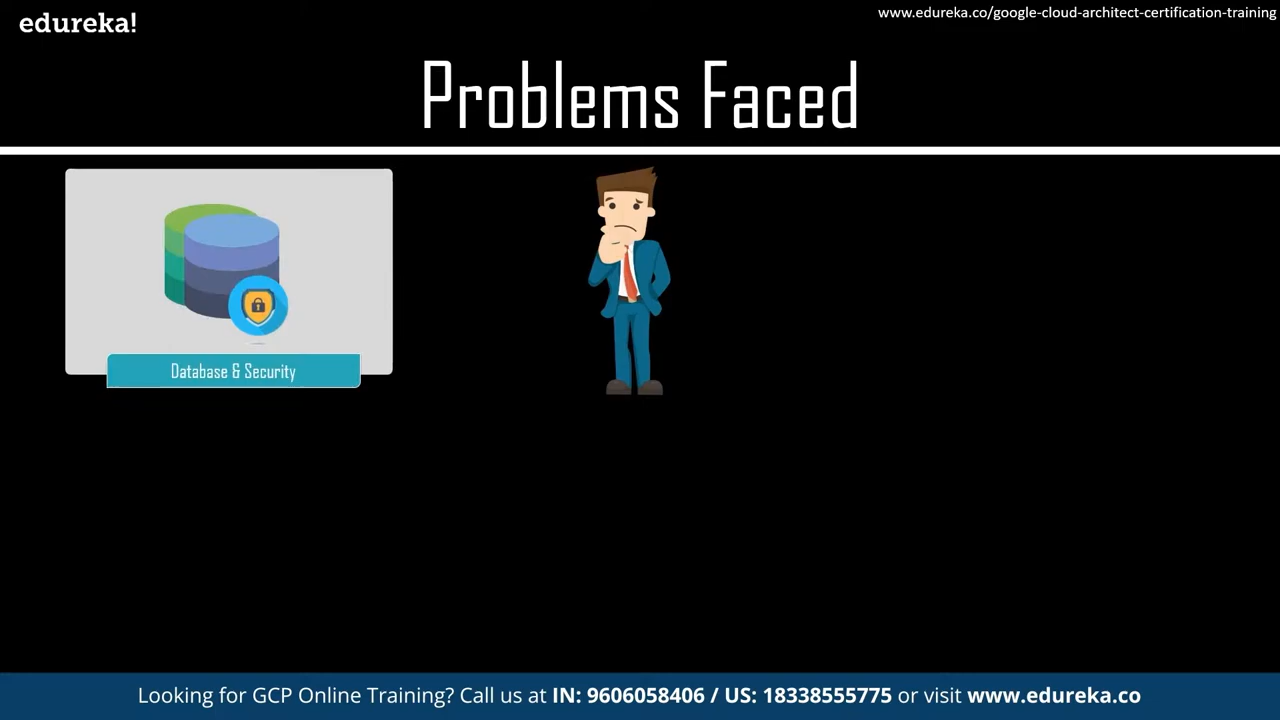 edureka!
www.edureka.co/google-cloud-architect-certification-training
Problems Faced
Database & Security
Looking for GCP Online Training? Call us at IN: 9606058406 / US: 18338555775 or visit www.edureka.co